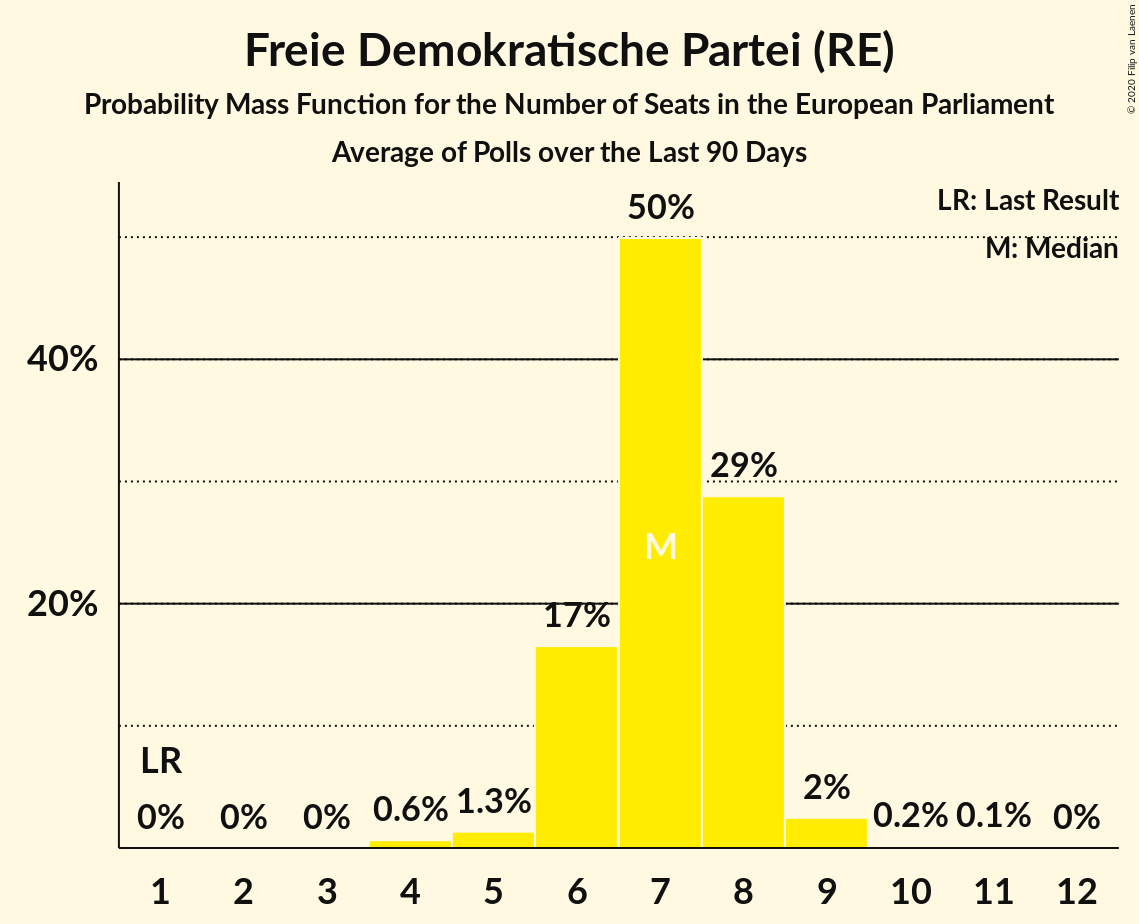 Freie Demokratische Partei (RE)
Probability Mass Function for the Number of Seats in the European Parliament
Average of Polls over the Last 90 Days
© 2020 Filip van Laenen
LR: Last Result
M: Median
50%
40%
29%
M
20%
17%
LR
0% 0% 0% 0.6% 1.3% 2% 0.2% 0.1% 0%
1 2 3 4 5 6 7 8 9 10 11 12